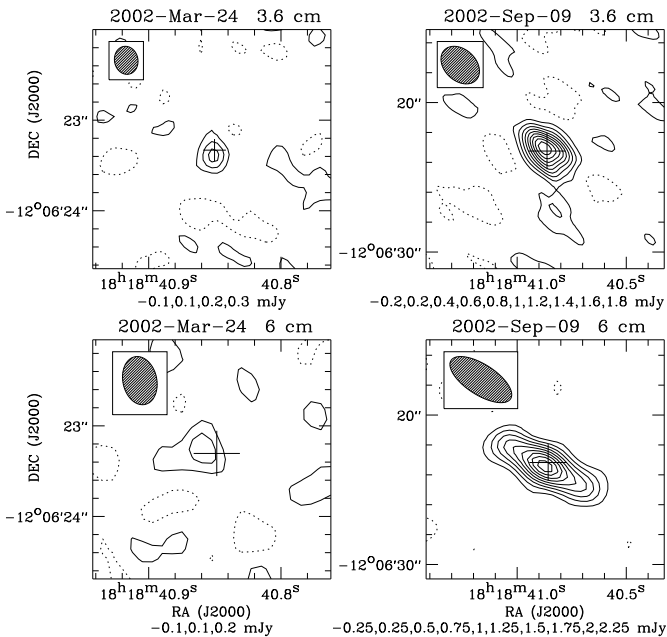 2002-Mar-24 3.6 cm
2002-Sep-09 3.6 cm
DEC (J2000)
23"
-12°06'24"
20"
-12°06'30"
18h18m40.9s
40.8s
18h18m41.0s
40.5s
-0.1,0.1,0.2,0.3 mJy
-0.2,0.2,0.4,0.6,0.8,1,1.2,1.4,1.6,1.8 mJy
2002-Mar-24 6 cm
2002-Sep-09 6 cm
DEC (J2000)
23"
-12°06'24"
20"
-12°06'30"
18h18m40.9s
40.8s
18h18m41.0s
40.5s
RA (J2000)
RA (J2000)
-0.1,0.1,0.2 mJy
-0.25,0.25,0.5,0.75,1,1.25,1.5,1.75,2,2.25 mJy